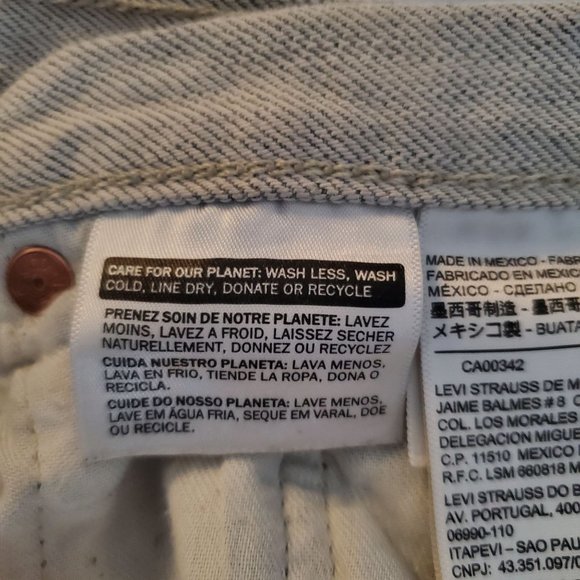 CARE FOR OUR PLANET: WASH LESS, WASH
COLD, LINE DRY, DONATE OR RECYCLE
PRENEZ SOIN DE NOTRE PLANETE: LAVEZ
MOINS, LAVEZ A FROID, LAISSEZ SECHER
NATURELLEMENT, DONNEZ OU RECYCLEZ
CUIDA NUESTRO PLANETA: LAVA MENOS,
LAVA EN FRIO, TIENDE LA ROPA, DONA O
RECICLA.
CUIDE DO NOSSO PLANETA: LAVE MENOS,
LAVE EM ÁGUA FRIA, SEQUE EM VARAL, DOE
OU RECICLE.
MADE IN MEXICO - FABR
FABRICADO EN MEXIC
MÉXICO - СДЕЛАНО
墨西哥制造 - 墨西哥
メキシコ製 - BUATA
CA00342
LEVI STRAUSS DE M
JAIME BALMES # 8
COL. LOS MORALES
DELEGACION MIGUE
C.P. 11510 MEXICO
R.F.C. LSM 660818 M
LEVI STRAUSS DO B
AV. PORTUGAL, 400
06990-110
ITAPEVI - SAO PAU
CNPJ: 43.351.097/0